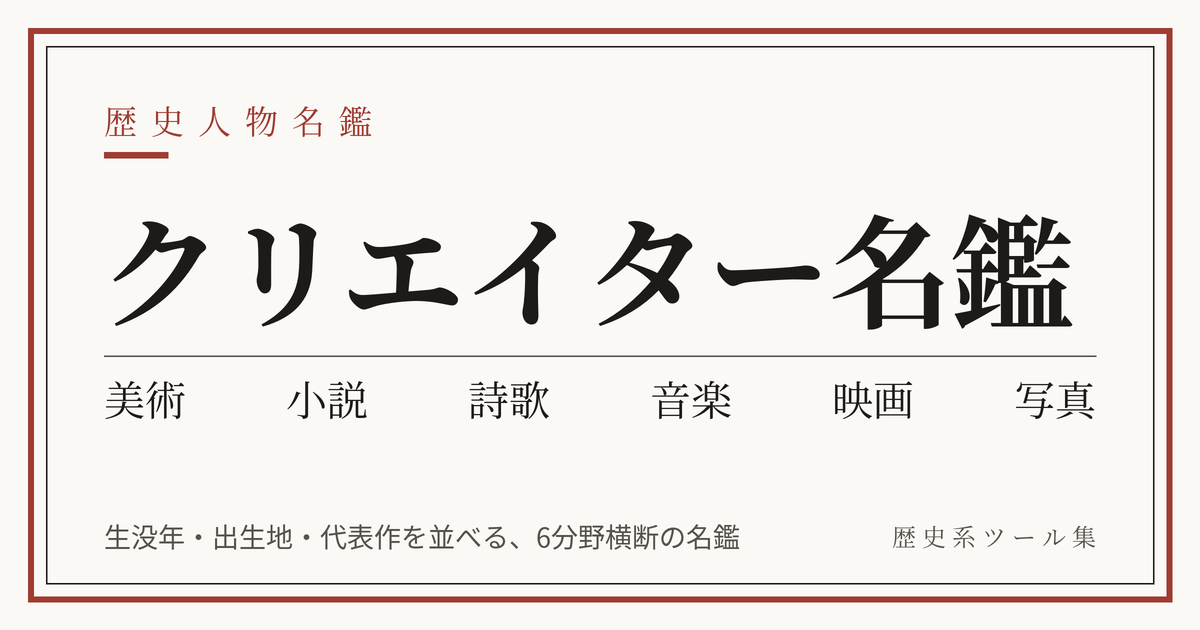 歴史人物名鑑
クリエイター名鑑
美術 小説 詩歌 音楽 映画 写真
生没年・出生地・代表作を並べる、6分野横断の名鑑
歴史系ツール集